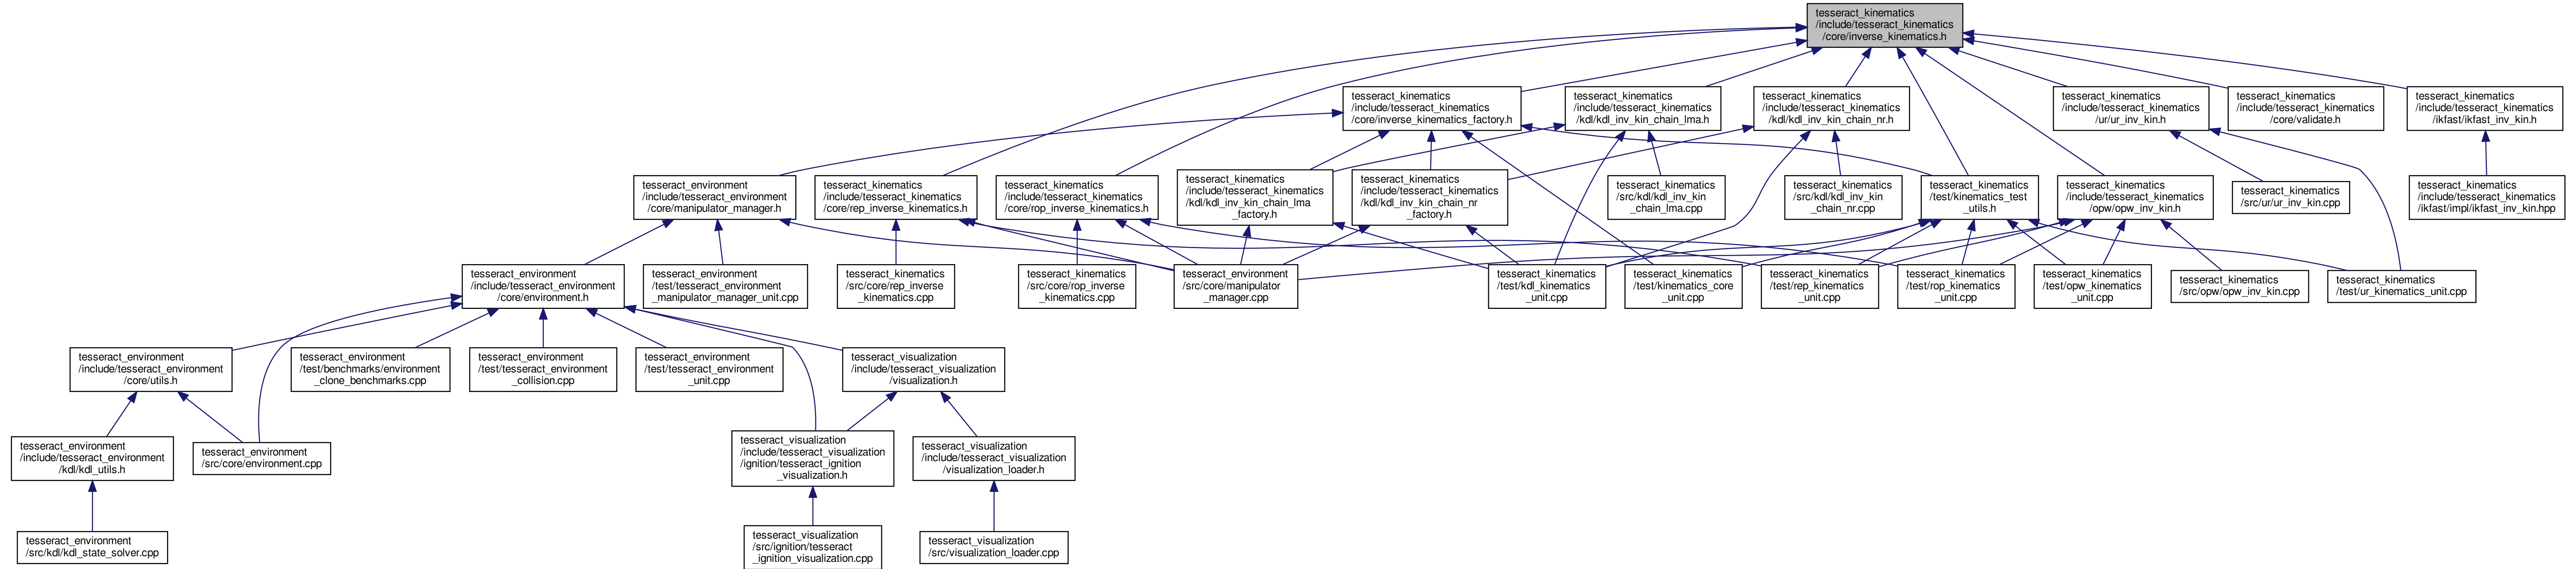 tesseract_kinematics
/include/tesseract_kinematics
/core/inverse_kinematics.h
tesseract_kinematics
/include/tesseract_kinematics
/core/inverse_kinematics_factory.h
tesseract_kinematics
/include/tesseract_kinematics
/kdl/kdl_inv_kin_chain_lma.h
tesseract_kinematics
/include/tesseract_kinematics
/kdl/kdl_inv_kin_chain_nr.h
tesseract_kinematics
/include/tesseract_kinematics
/ur/ur_inv_kin.h
tesseract_kinematics
/include/tesseract_kinematics
/core/validate.h
tesseract_kinematics
/include/tesseract_kinematics
/ikfast/ikfast_inv_kin.h
tesseract_environment
/include/tesseract_environment
/core/manipulator_manager.h
tesseract_kinematics
/include/tesseract_kinematics
/core/rep_inverse_kinematics.h
tesseract_kinematics
/include/tesseract_kinematics
/core/rop_inverse_kinematics.h
tesseract_kinematics
/include/tesseract_kinematics
/kdl/kdl_inv_kin_chain_lma
_factory.h
tesseract_kinematics
/include/tesseract_kinematics
/kdl/kdl_inv_kin_chain_nr
_factory.h
tesseract_kinematics
/src/kdl/kdl_inv_kin
_chain_lma.cpp
tesseract_kinematics
/src/kdl/kdl_inv_kin
_chain_nr.cpp
tesseract_kinematics
/test/kinematics_test
_utils.h
tesseract_kinematics
/include/tesseract_kinematics
/opw/opw_inv_kin.h
tesseract_kinematics
/src/ur/ur_inv_kin.cpp
tesseract_kinematics
/include/tesseract_kinematics
/ikfast/impl/ikfast_inv_kin.hpp
tesseract_environment
/include/tesseract_environment
/core/environment.h
tesseract_environment
/test/tesseract_environment
_manipulator_manager_unit.cpp
tesseract_kinematics
/src/core/rep_inverse
_kinematics.cpp
tesseract_kinematics
/src/core/rop_inverse
_kinematics.cpp
tesseract_environment
/src/core/manipulator
_manager.cpp
tesseract_kinematics
/test/kdl_kinematics
_unit.cpp
tesseract_kinematics
/test/kinematics_core
_unit.cpp
tesseract_kinematics
/test/rep_kinematics
_unit.cpp
tesseract_kinematics
/test/rop_kinematics
_unit.cpp
tesseract_kinematics
/test/opw_kinematics
_unit.cpp
tesseract_kinematics
/src/opw/opw_inv_kin.cpp
tesseract_kinematics
/test/ur_kinematics_unit.cpp
tesseract_environment
/include/tesseract_environment
/core/utils.h
tesseract_environment
/test/benchmarks/environment
_clone_benchmarks.cpp
tesseract_environment
/test/tesseract_environment
_collision.cpp
tesseract_environment
/test/tesseract_environment
_unit.cpp
tesseract_visualization
/include/tesseract_visualization
/visualization.h
tesseract_environment
/include/tesseract_environment
/kdl/kdl_utils.h
tesseract_environment
/src/core/environment.cpp
tesseract_visualization
/include/tesseract_visualization
/ignition/tesseract_ignition
_visualization.h
tesseract_visualization
/include/tesseract_visualization
/visualization_loader.h
tesseract_environment
/src/kdl/kdl_state_solver.cpp
tesseract_visualization
/src/ignition/tesseract
_ignition_visualization.cpp
tesseract_visualization
/src/visualization_loader.cpp